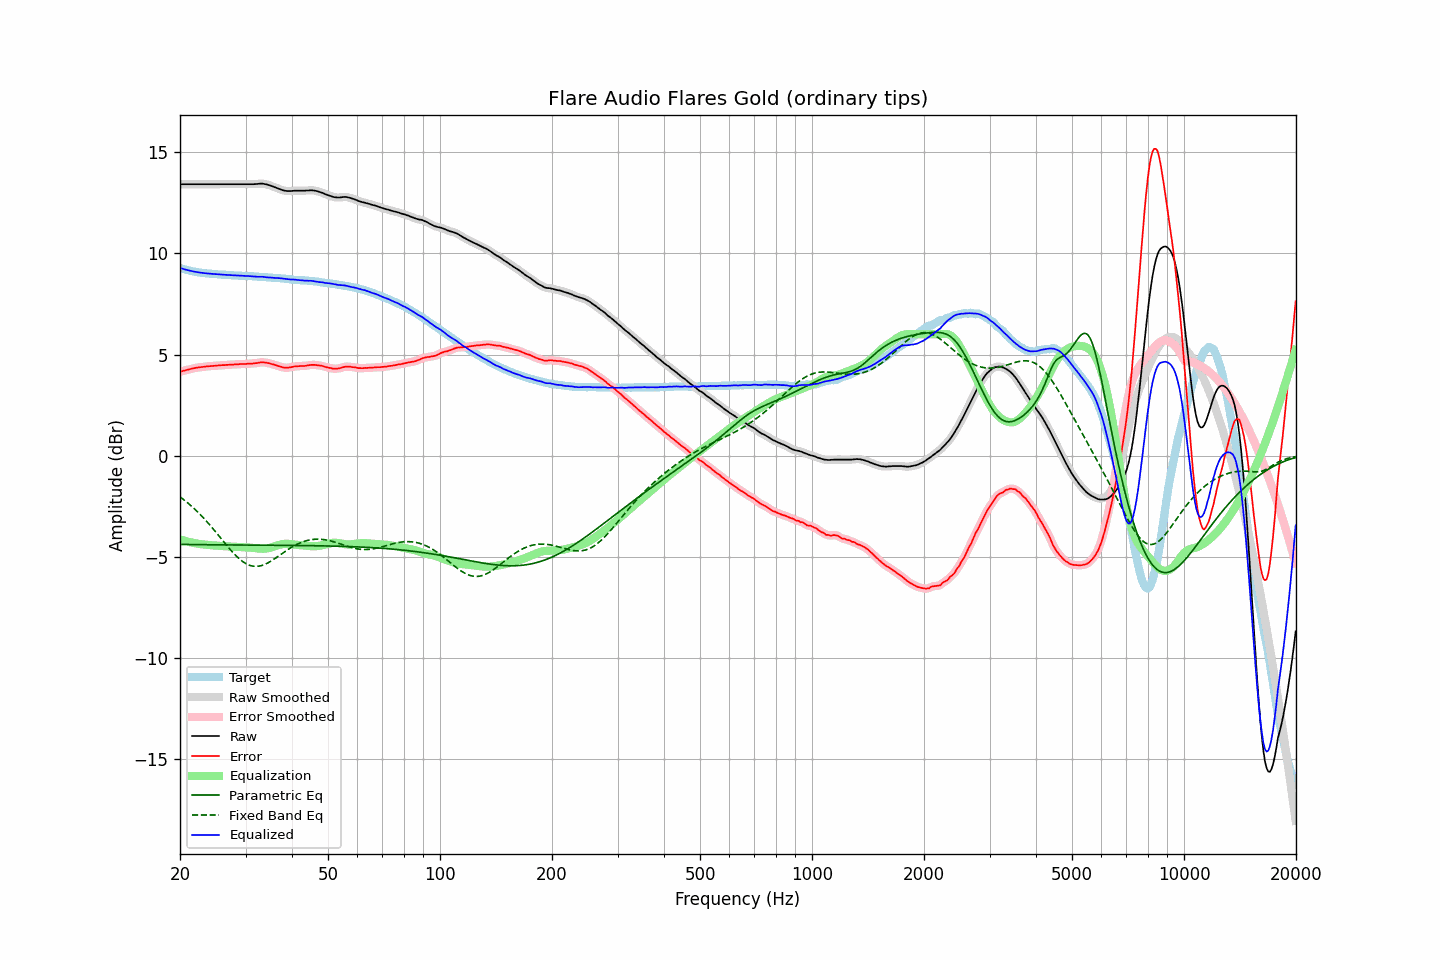 Flare Audio Flares Gold (ordinary tips)
Amplitude (dBr)
15
10
5
0
−5
−10
−15
Target
Raw Smoothed
Error Smoothed
Raw
Error
Equalization
Parametric Eq
Fixed Band Eq
Equalized
20
50
100
200
500
1000
2000
5000
10000
20000
Frequency (Hz)